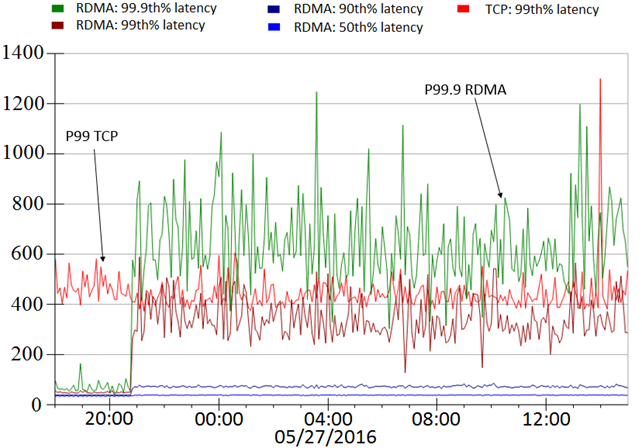 RDMA: 99.9th% latency RDMA: 90th% latency TCP: 99th% latency
RDMA: 99th% latency RDMA: 50th% latency
1400
1200
P99.9 RDMA
P99 TCP
1000
800
600
400
200
0
20:00 00:00 04:00 08:00 12:00
05/27/2016